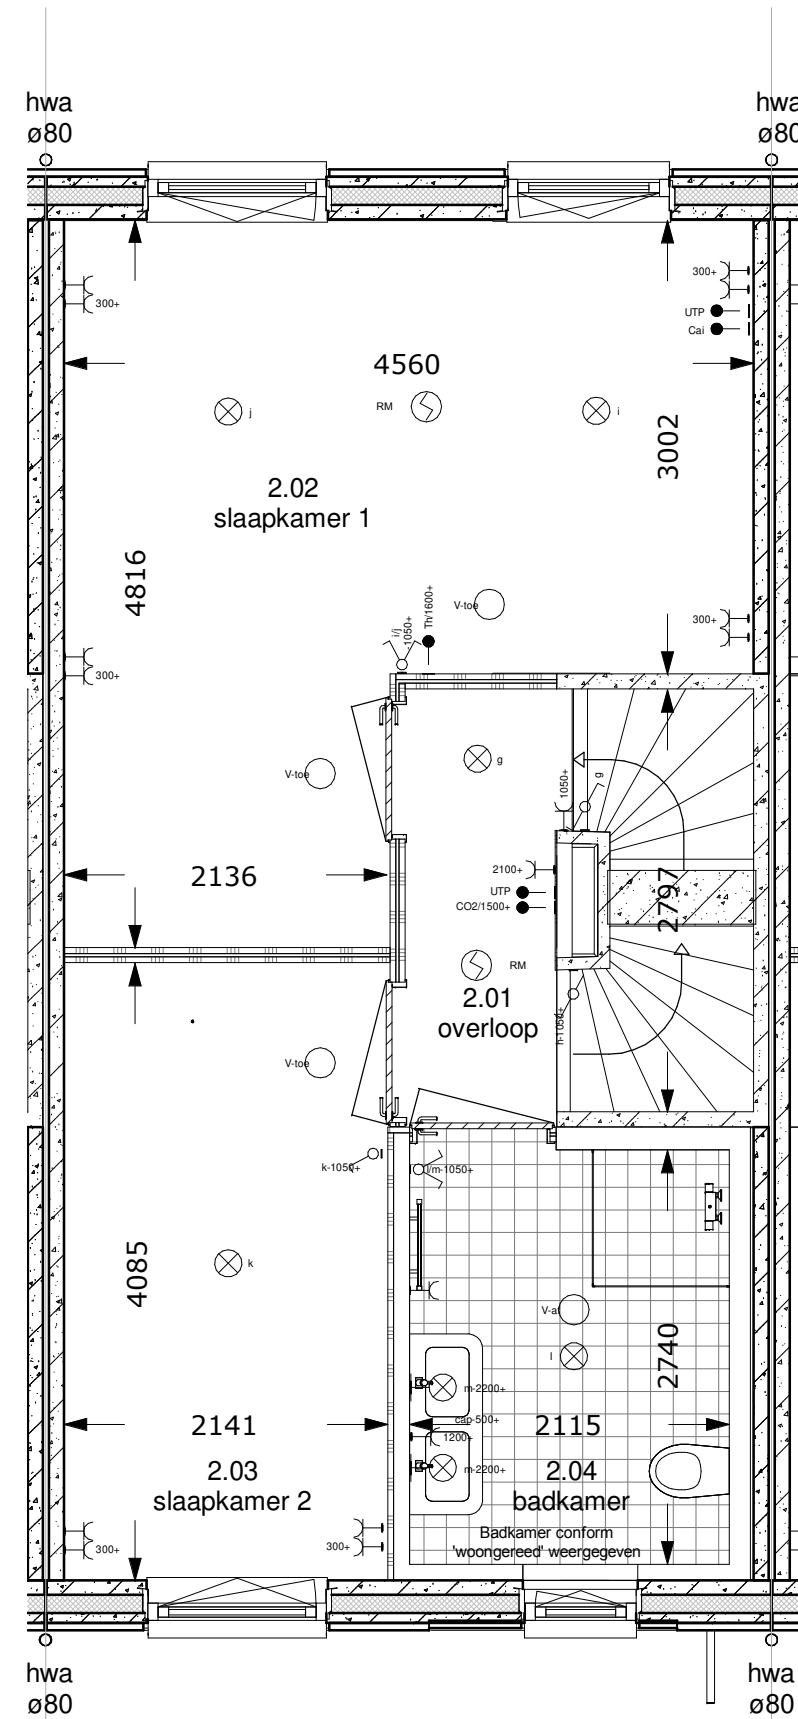 hwa
ø80
hwa
ø80
300+
300+
UTP
Cai
4560
j
RM
i
3002
2.02
slaapkamer 1
4816
V-toe
i/j
-1050+
Th/1600+
300+
300+
g
V-toe
1050+
g
2136
2100+
UTP
CO2/1500+
2797
RM
2.01
overloop
h-1050+
V-toe
k-1050+
l/m-1050+
4085
k
V-af
l
2740
m-2200+
cap-500+
2141
2115
1200+
m-2200+
2.03
slaapkamer 2
2.04
badkamer
Badkamer conform
'woongereed' weergegeven
300+
300+
hwa
ø80
hwa
ø80